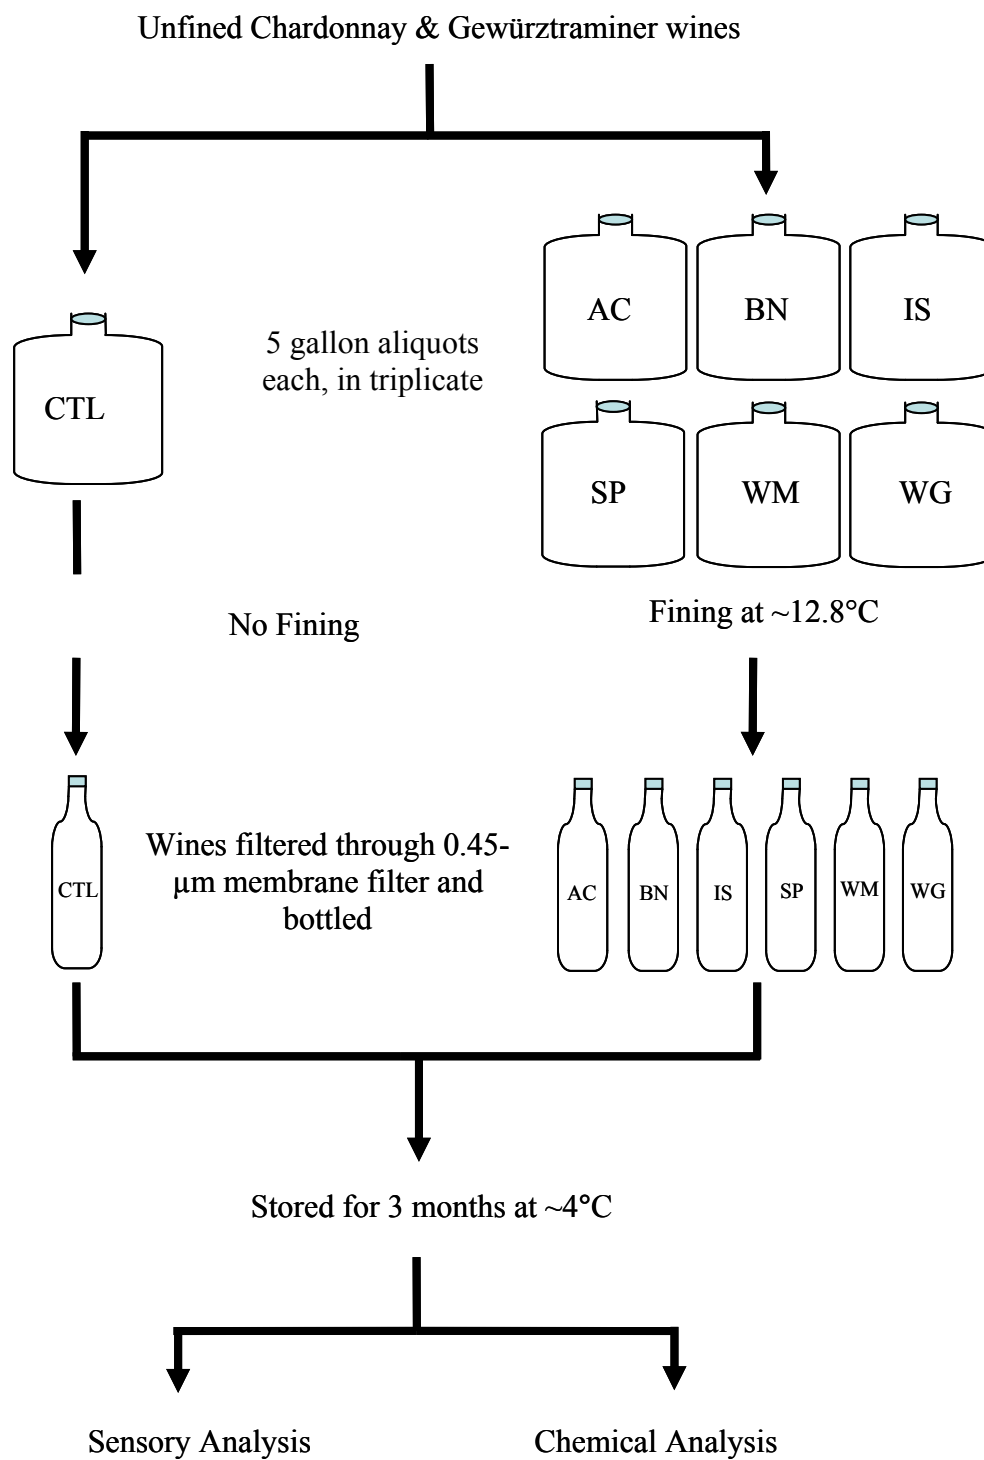 Unfined Chardonnay & Gewürztraminer wines
AC
BN
IS
CTL
5 gallon aliquots
each, in triplicate
SP
WM
WG
No Fining
Fining at ~12.8°C
CTL
Wines filtered through 0.45-
µm membrane filter and
bottled
AC
BN
IS
SP
WM
WG
Stored for 3 months at ~4°C
Sensory Analysis
Chemical Analysis